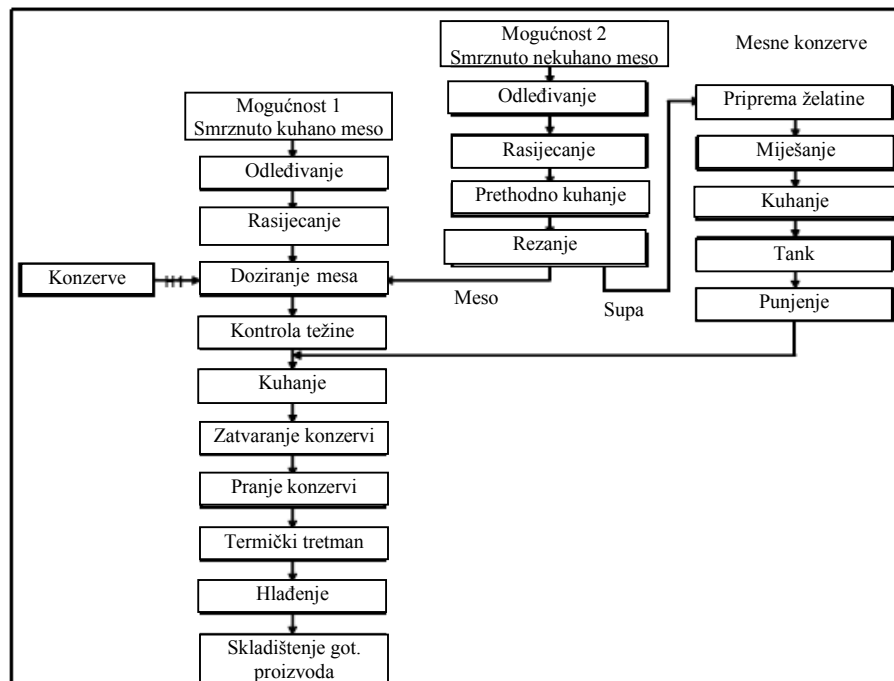 Mogućnost 2
Smrznuto nekuhano meso
Mesne konzerve
Mogućnost 1
Smrznuto kuhano meso
Odleđivanje
Priprema želatine
Rasijecanje
Miješanje
Odleđivanje
Prethodno kuhanje
Kuhanje
Rasijecanje
Rezanje
Tank
Konzerve
Doziranje mesa
Meso
Supa
Punjenje
Kontrola težine
Kuhanje
Zatvaranje konzervi
Pranje konzervi
Termički tretman
Hlađenje
Skladištenje got.
proizvoda